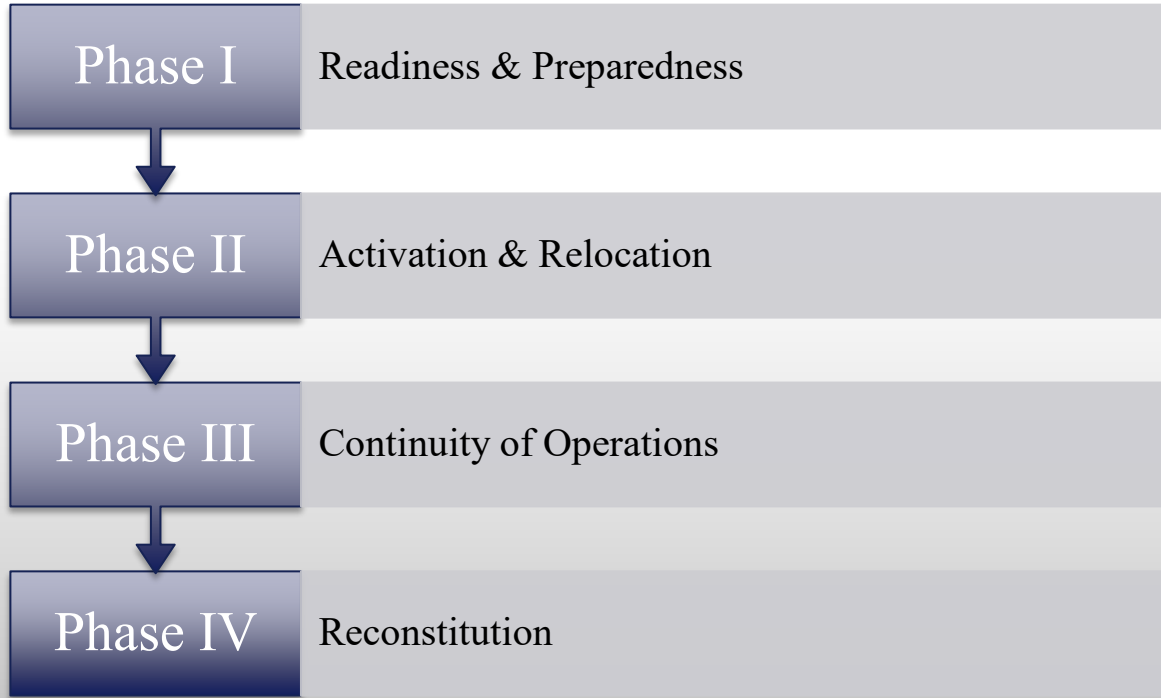 Phase I
Readiness & Preparedness
Phase II
Activation & Relocation
Phase III
Continuity of Operations
Phase IV
Reconstitution